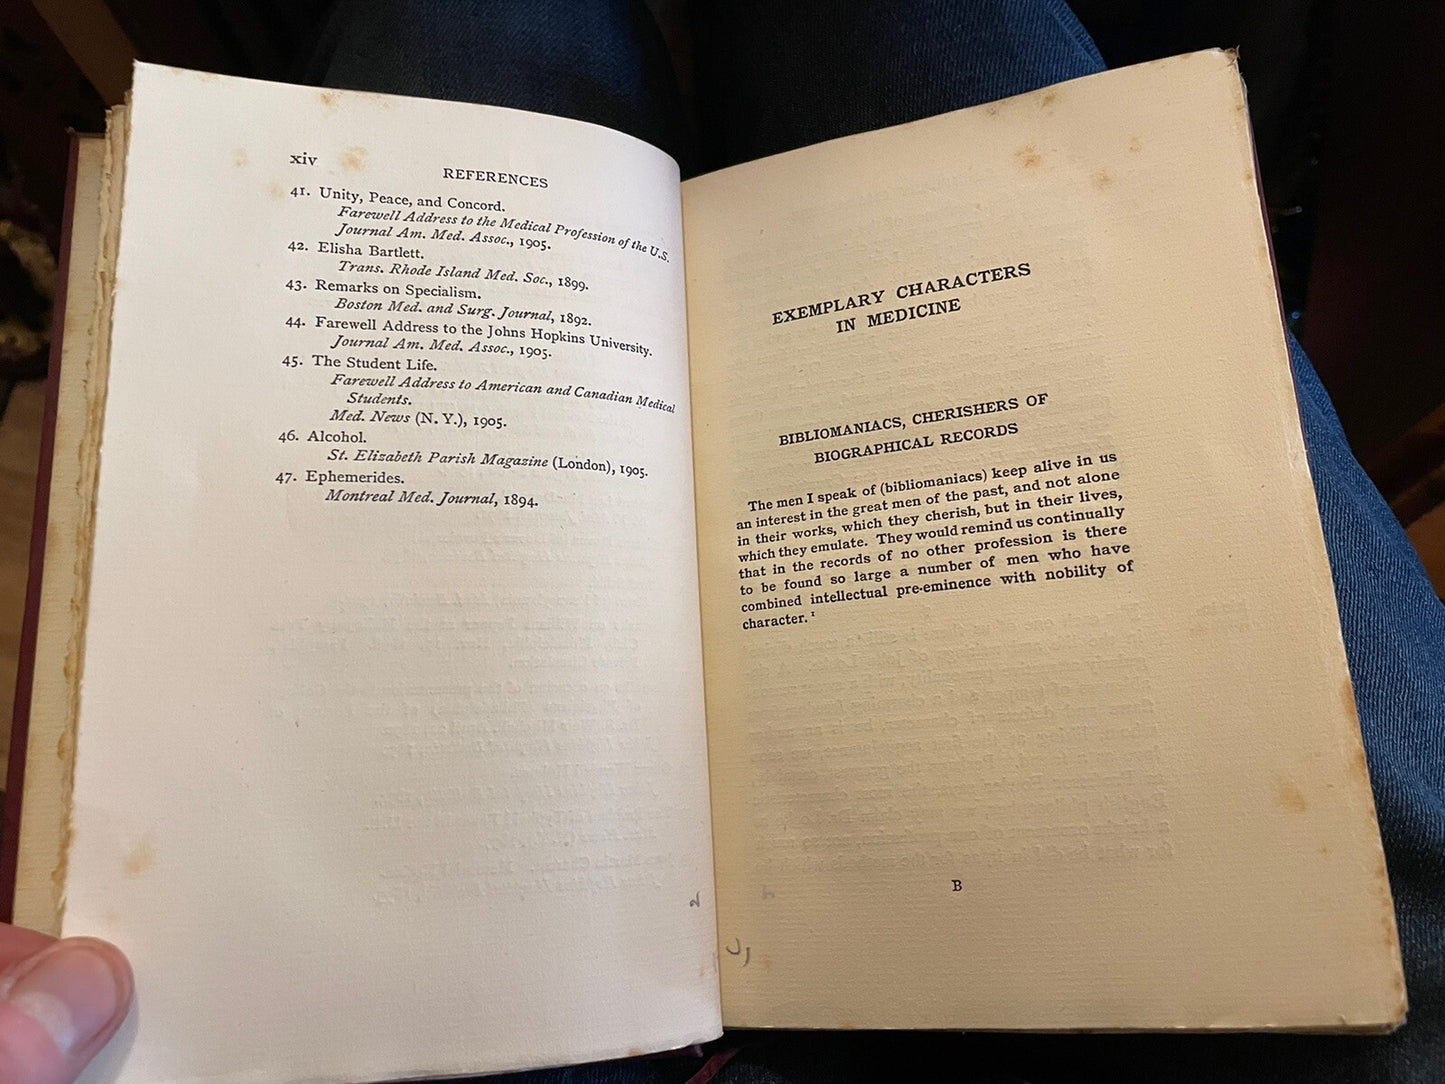 xiv
REFERENCES
41. Unity, Peace, and Concord.
Farewell Address to the Medical Profession of the U.S.
Journal Am. Med. Assoc., 1905.
42. Elisha Bartlett.
Trans. Rhode Island Med. Soc., 1899.
43. Remarks on Specialism.
Boston Med. and Surg. Journal, 1892.
44. Farewell Address to the Johns Hopkins University.
Journal Am. Med. Assoc., 1905.
45. The Student Life.
Farewell Address to American and Canadian Medical
Students.
Med. News (N. Y.), 1905.
46. Alcohol.
St. Elizabeth Parish Magazine (London), 1905.
47. Ephemerides.
Montreal Med. Journal, 1894.
2
EXEMPLARY CHARACTERS
IN MEDICINE
BIBLIOMANIACS, CHERISHERS OF
BIOGRAPHICAL RECORDS
The men I speak of (bibliomaniacs) keep alive in us
an interest in the great men of the past, and not alone
in their works, which they cherish, but in their lives,
which they emulate. They would remind us continually
that in the records of no other profession is there
to be found so large a number of men who have
combined intellectual pre-eminence with nobility of
character.¹
B